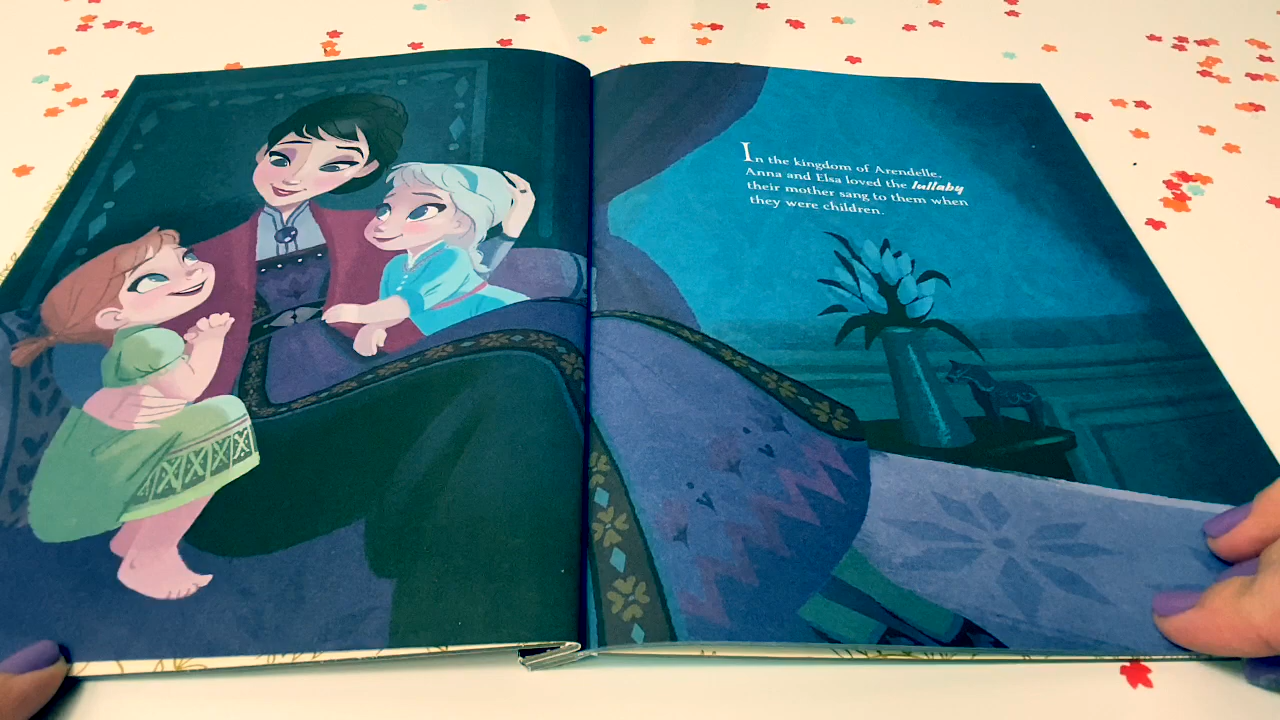 In the kingdom of Arendelle,
Anna and Elsa loved the lullaby
their mother sang to them when
they were children.